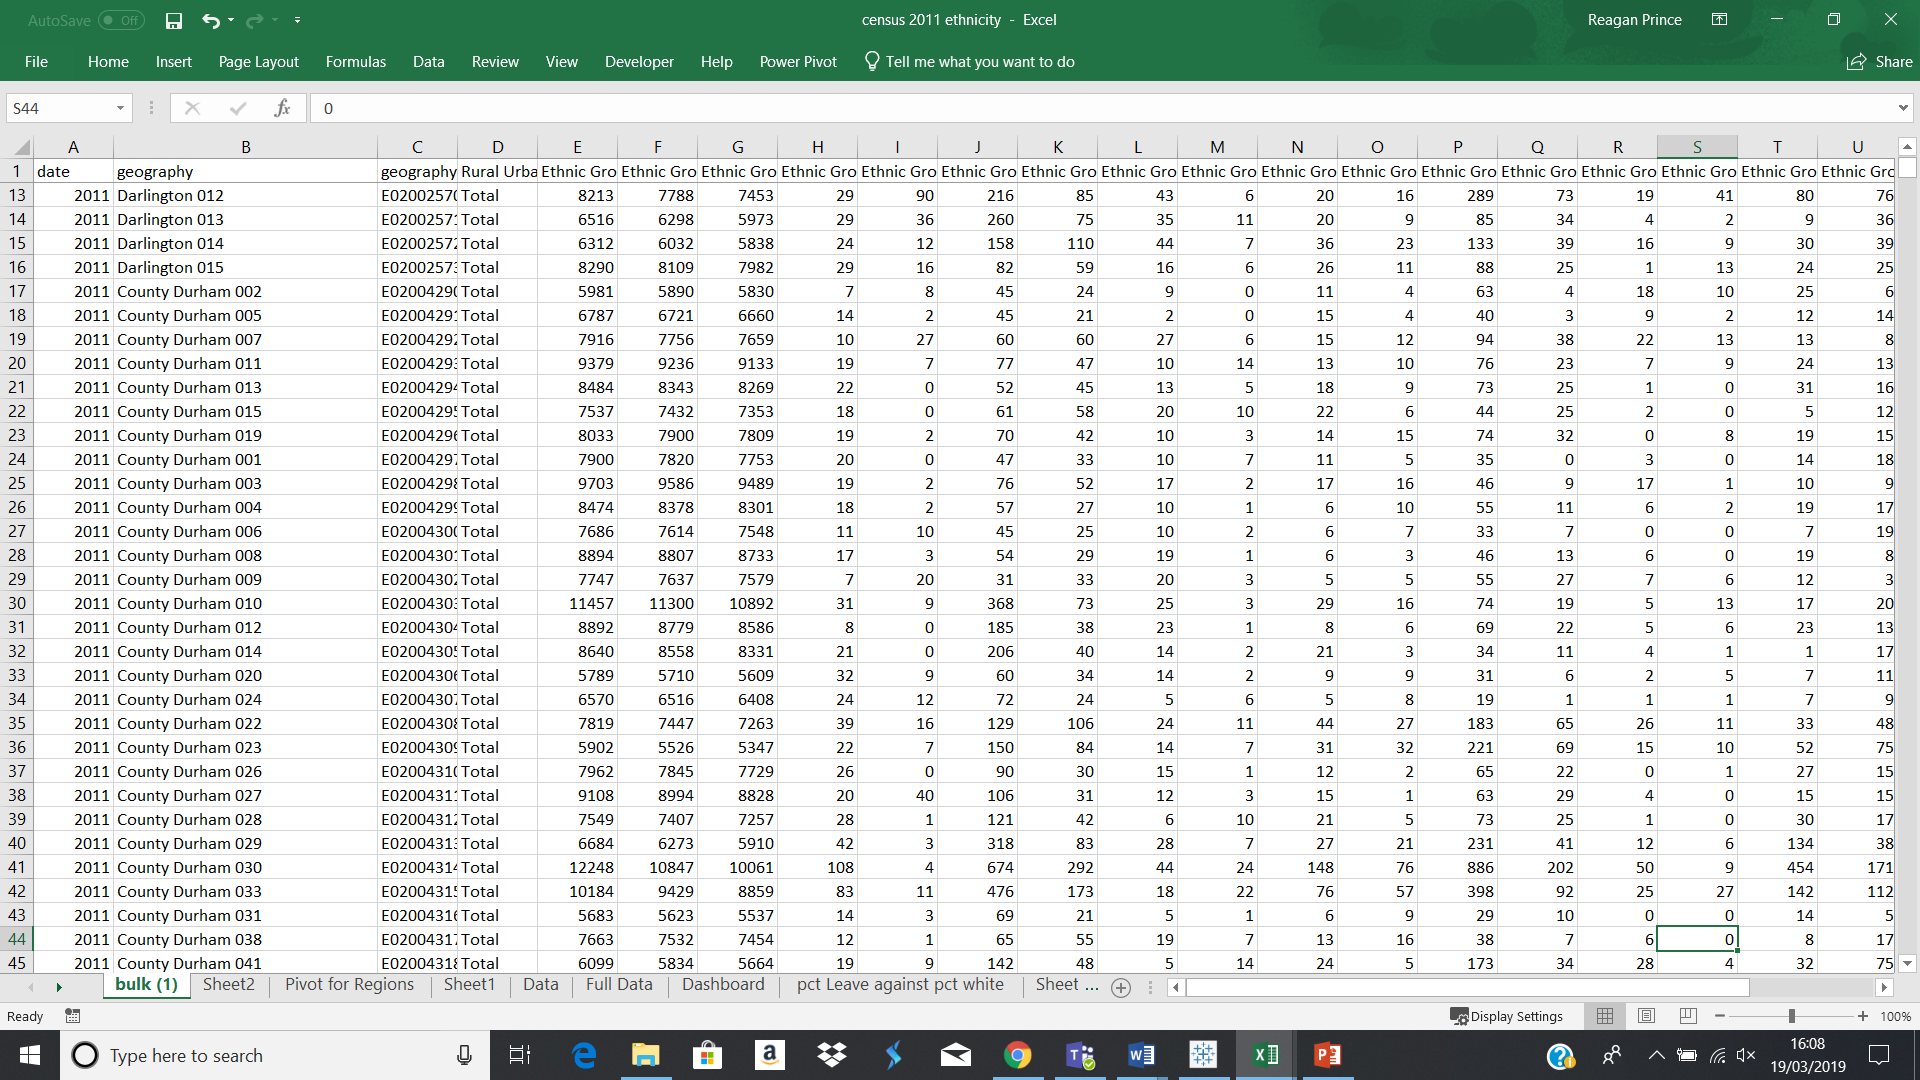 AutoSave Off census 2011 ethnicity - Excel Reagan Prince
File Home Insert Page Layout Formulas Data Review View Developer Help Power Pivot Tell me what you want to do Share
S44 fx 0
A B C D E F G H I J K L M N O P Q R S T U
1 date geography geography Rural Urba Ethnic Gro Ethnic Gro Ethnic Gro Ethnic Gro Ethnic Gro Ethnic Gro Ethnic Gro Ethnic Gro Ethnic Gro Ethnic Gro Ethnic Gro Ethnic Gro Ethnic Gro Ethnic Gro Ethnic Gro Ethnic Gro Ethnic Gro
13 2011 Darlington 012 E0200257 Total 8213 7788 7453 29 90 216 85 43 6 20 16 289 73 19 41 80 76
14 2011 Darlington 013 E0200257 Total 6516 6298 5973 29 36 260 75 35 11 20 9 85 34 4 2 9 36
15 2011 Darlington 014 E0200257 Total 6312 6032 5838 24 12 158 110 44 7 36 23 133 39 16 9 30 39
16 2011 Darlington 015 E0200257 Total 8290 8109 7982 29 16 82 59 16 6 26 11 88 25 1 13 24 25
17 2011 County Durham 002 E0200429 Total 5981 5890 5830 7 8 45 24 9 0 11 4 63 4 18 10 25 6
18 2011 County Durham 005 E0200429 Total 6787 6721 6660 14 2 45 21 2 0 15 4 40 3 9 2 12 14
19 2011 County Durham 007 E0200429 Total 7916 7756 7659 10 27 60 60 27 6 15 12 94 38 22 13 13 8
20 2011 County Durham 011 E0200429 Total 9379 9236 9133 19 7 77 47 10 14 13 10 76 23 7 9 24 13
21 2011 County Durham 013 E0200429 Total 8484 8343 8269 22 0 52 45 13 5 18 9 73 25 1 0 31 16
22 2011 County Durham 015 E0200429 Total 7537 7432 7353 18 0 61 58 20 10 22 6 44 25 2 0 5 12
23 2011 County Durham 019 E0200429 Total 8033 7900 7809 19 2 70 42 10 3 14 15 74 32 0 8 19 15
24 2011 County Durham 001 E0200429 Total 7900 7820 7753 20 0 47 33 10 7 11 5 35 0 3 0 14 18
25 2011 County Durham 003 E0200429 Total 9703 9586 9489 19 2 76 52 17 2 17 16 46 9 17 1 10 9
26 2011 County Durham 004 E0200429 Total 8474 8378 8301 18 2 57 27 10 1 6 10 55 11 6 2 19 17
27 2011 County Durham 006 E0200430 Total 7686 7614 7548 11 10 45 25 10 2 6 7 33 7 0 0 7 19
28 2011 County Durham 008 E0200430 Total 8894 8807 8733 17 3 54 29 19 1 6 3 46 13 6 0 19 8
29 2011 County Durham 009 E0200430 Total 7747 7637 7579 7 20 31 33 20 3 5 5 55 27 7 6 12 3
30 2011 County Durham 010 E0200430 Total 11457 11300 10892 31 9 368 73 25 3 29 16 74 19 5 13 17 20
31 2011 County Durham 012 E0200430 Total 8892 8779 8586 8 0 185 38 23 1 8 6 69 22 5 6 23 13
32 2011 County Durham 014 E0200430 Total 8640 8558 8331 21 0 206 40 14 2 21 3 34 11 4 1 1 17
33 2011 County Durham 020 E0200430 Total 5789 5710 5609 32 9 60 34 14 2 9 9 31 6 2 5 7 11
34 2011 County Durham 024 E0200430 Total 6570 6516 6408 24 12 72 24 5 6 5 8 19 1 1 1 7 9
35 2011 County Durham 022 E0200430 Total 7819 7447 7263 39 16 129 106 24 11 44 27 183 65 26 11 33 48
36 2011 County Durham 023 E0200430 Total 5902 5526 5347 22 7 150 84 14 7 31 32 221 69 15 10 52 75
37 2011 County Durham 026 E0200431 Total 7962 7845 7729 26 0 90 30 15 1 12 2 65 22 0 1 27 15
38 2011 County Durham 027 E0200431 Total 9108 8994 8828 20 40 106 31 12 3 15 1 63 29 4 0 15 15
39 2011 County Durham 028 E0200431 Total 7549 7407 7257 28 1 121 42 6 10 21 5 73 25 1 0 30 17
40 2011 County Durham 029 E0200431 Total 6684 6273 5910 42 3 318 83 28 7 27 21 231 41 12 6 134 38
41 2011 County Durham 030 E0200431 Total 12248 10847 10061 108 4 674 292 44 24 148 76 886 202 50 9 454 171
42 2011 County Durham 033 E0200431 Total 10184 9429 8859 83 11 476 173 18 22 76 57 398 92 25 27 142 112
43 2011 County Durham 031 E0200431 Total 5683 5623 5537 14 3 69 21 5 1 6 9 29 10 0 0 14 5
44 2011 County Durham 038 E0200431 Total 7663 7532 7454 12 1 65 55 19 7 13 16 38 7 6 0 8 17
45 2011 County Durham 041 E0200431 Total 6099 5834 5664 19 9 142 48 5 14 24 5 173 34 28 4 32 75
bulk (1) Sheet2 Pivot for Regions Sheet1 Data Full Data Dashboard pct Leave against pct white Sheet ...
Ready Display Settings 100%
Type here to search 16:08
19/03/2019